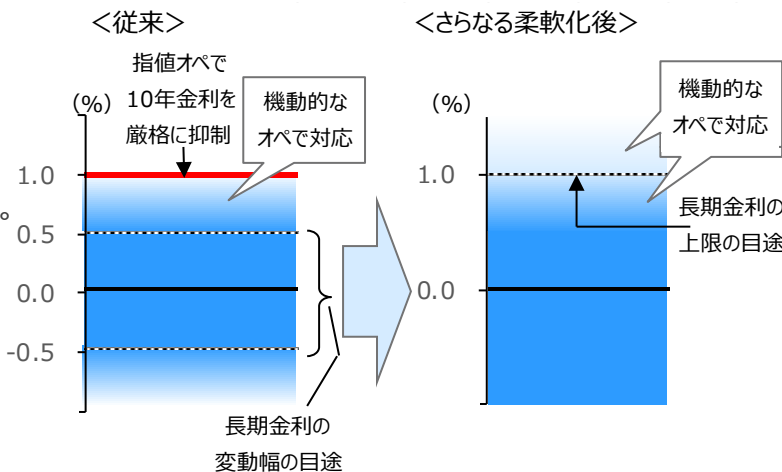 ＜従来＞
指値オペで
10年金利を
厳格に抑制
(%)
機動的な
オペで対応
1.0
0.5
0.0
-0.5
長期金利の
変動幅の目途
＜さらなる柔軟化後＞
(%)
機動的な
オペで対応
1.0
0.0
長期金利の
上限の目途
。